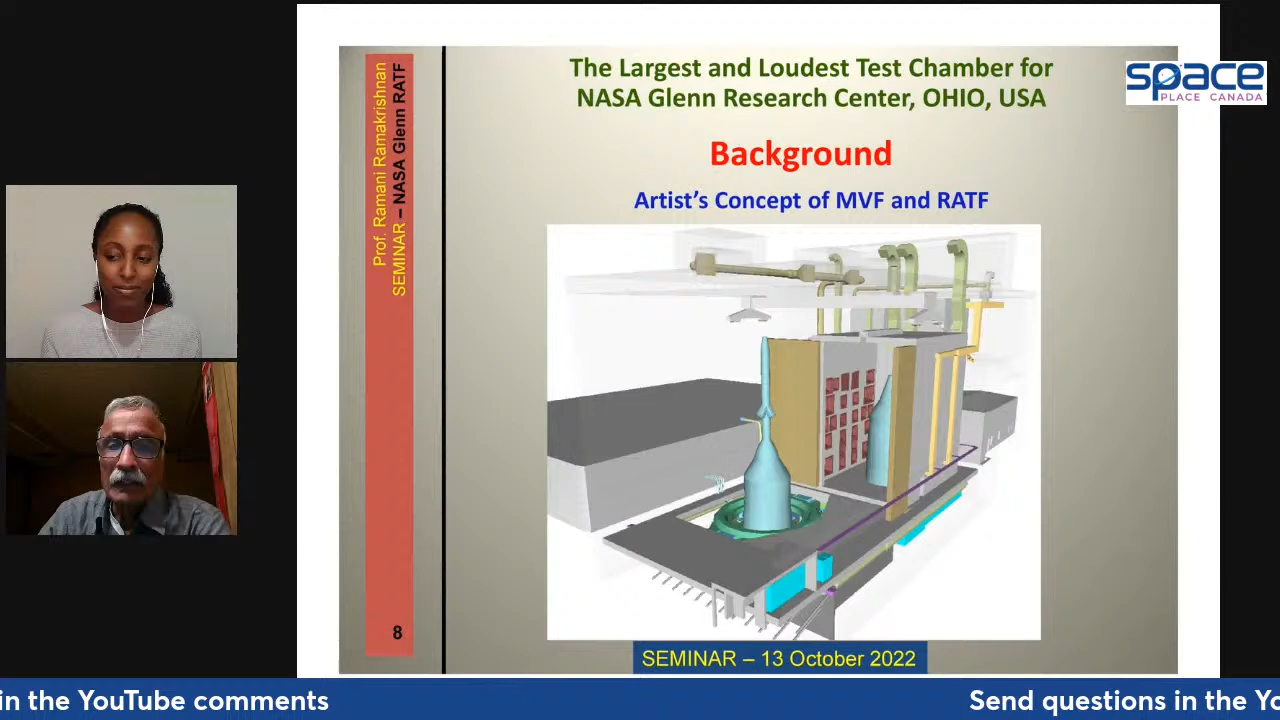 The Largest and Loudest Test Chamber for
NASA Glenn Research Center, OHIO, USA
space
PLACE CANADA
Background
Artist's Concept of MVF and RATF
Prof. Ramani Ramakrishnan
SEMINAR – NASA Glenn RATF
8
SEMINAR – 13 October 2022
in the YouTube comments
Send questions in the Yo